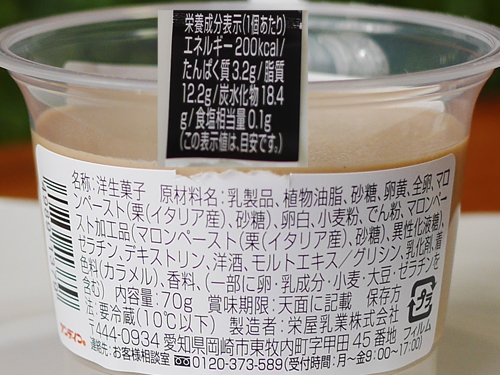 栄養成分表示(1個あたり)
エネルギー200kcal/
たんぱく質3.2g/脂質
12.2g/炭水化物18.4
g/食塩相当量0.1g
(この表示値は、目安です。)
名称:洋生菓子 原材料名:乳製品、植物油脂、砂糖、卵黄、全卵、マロ
ンペースト(栗(イタリア産)、砂糖)、卵白、小麦粉、でん粉、マロンペー
スト加工品(マロンペースト(栗(イタリア産)、砂糖)、異性化液糖)、
ゼラチン、デキストリン、洋酒、モルトエキス/グリシン、乳化剤、着
色料(カラメル)、香料、(一部に卵・乳成分・小麦・大豆・ゼラチンを
含む) 内容量:70g 賞味期限:天面に記載 保存方
法:要冷蔵(10℃以下) 製造者:栄屋乳業株式会社
〒444-0934 愛知県岡崎市東牧内町字甲田45番地
連絡先:お客様相談室 0120-373-589(受付時間:月~金9:00~17:00)
アンデイコ
プラ
フィルム